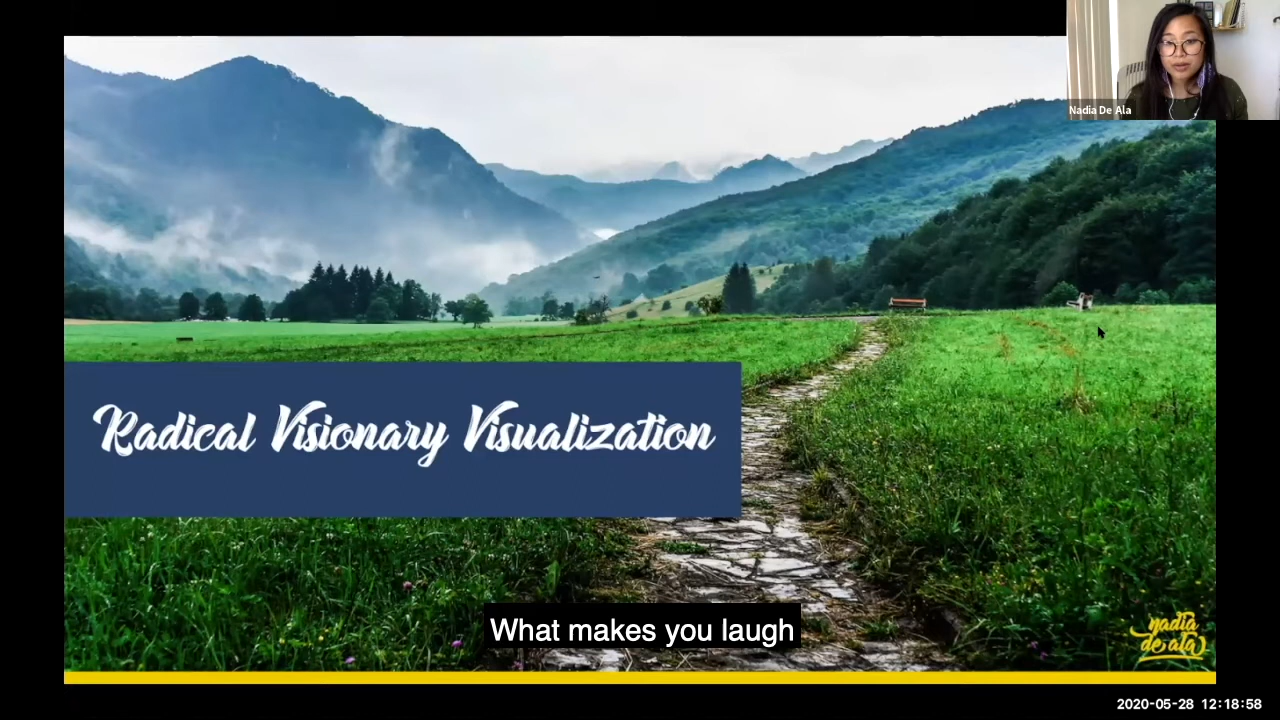 Nadia De Ala
Radical Visionary Visualization
What makes you laugh
nadia
de ala
2020-05-28 12:18:58